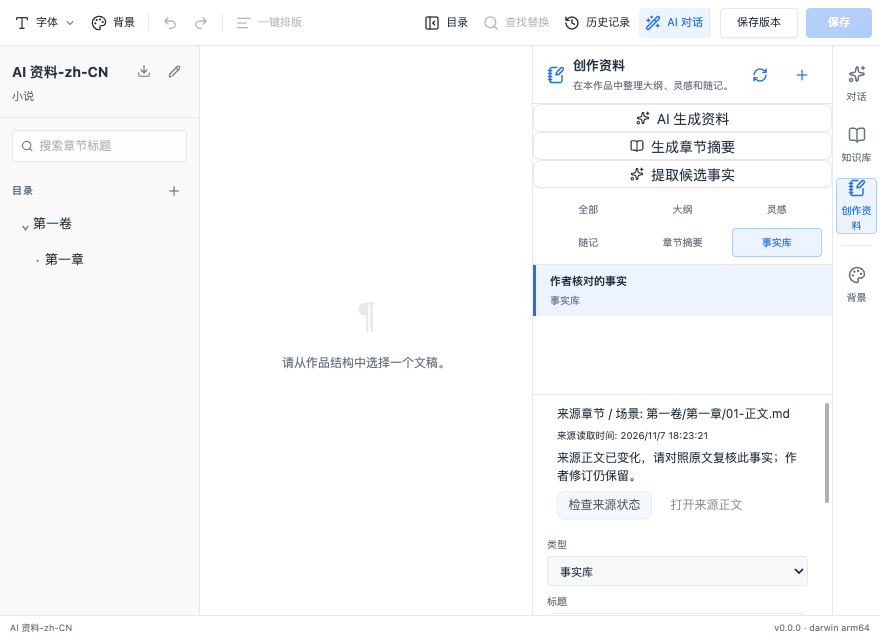 字体
背景
一键排版
目录
查找替换
历史记录
AI 对话
保存版本
保存
AI 资料-zh-CN
小说
搜索章节标题
目录
第一卷
· 第一章
¶
请从作品结构中选择一个文稿。
创作资料
在本作品中整理大纲、灵感和随记。
AI 生成资料
生成章节摘要
提取候选事实
全部
大纲
灵感
随记
章节摘要
事实库
作者核对的事实
事实库
来源章节 / 场景: 第一卷/第一章/01-正文.md
来源读取时间: 2026/11/7 18:23:21
来源正文已变化，请对照原文复核此事实；作
者修订仍保留。
检查来源状态
打开来源正文
类型
事实库
标题
对话
知识库
创作资
料
背景
AI 资料-zh-CN
v0.0.0 · darwin arm64